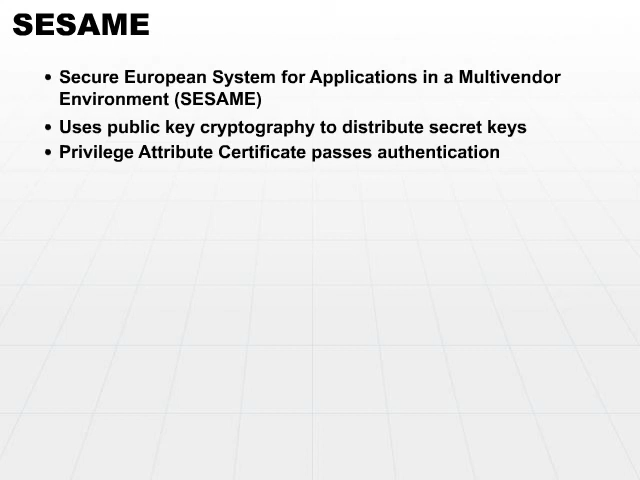 SESAME
• Secure European System for Applications in a Multivendor
Environment (SESAME)
• Uses public key cryptography to distribute secret keys
• Privilege Attribute Certificate passes authentication